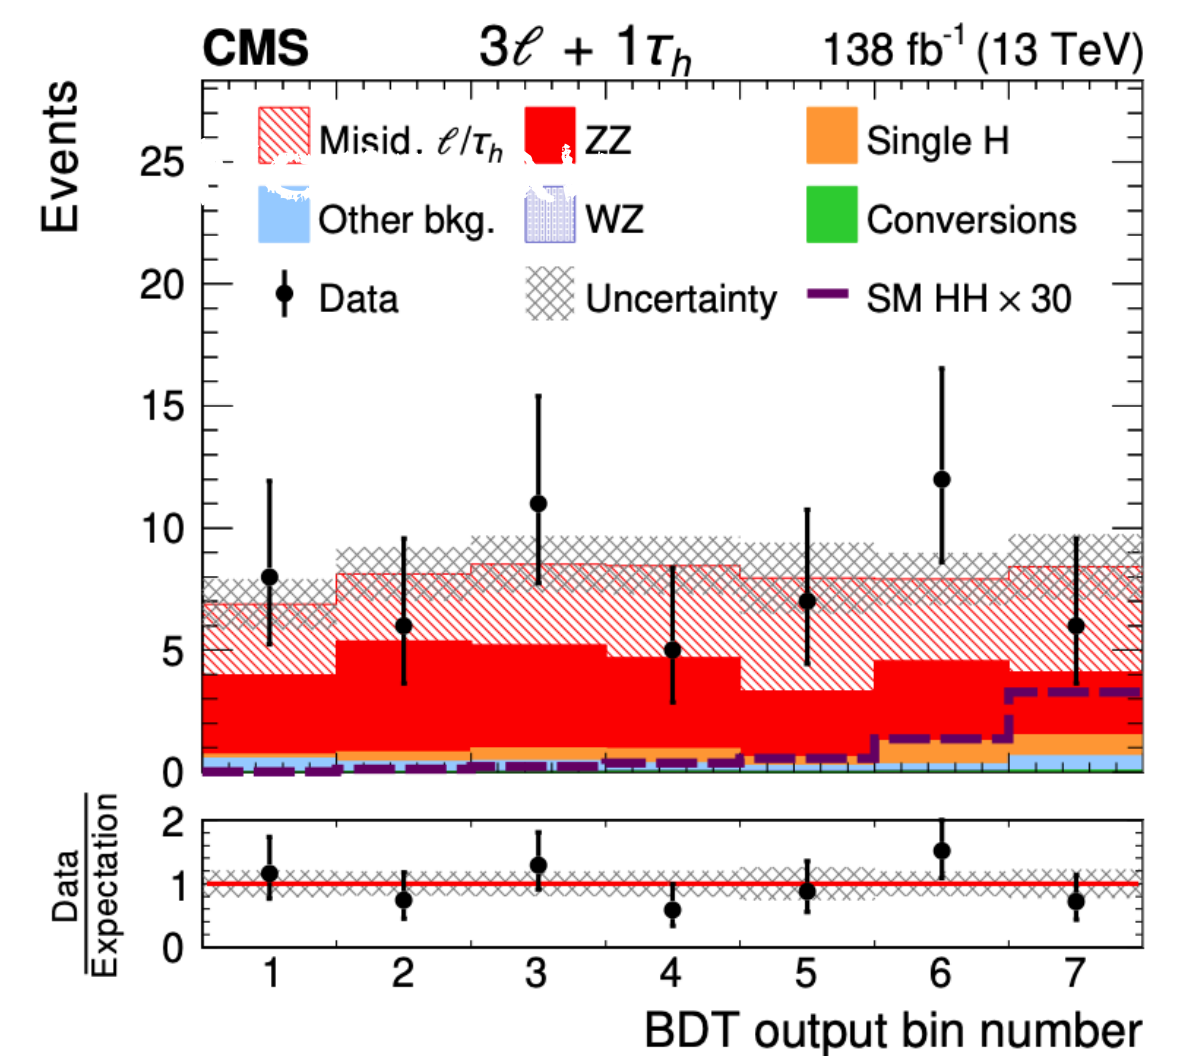 CMS 3ℓ + 1τh 138 fb-1 (13 TeV)
Events
Misid. ℓ/τh ZZ Single H
Other bkg. WZ Conversions
Data Uncertainty SM HH × 30
25
20
15
10
5
0
Data
Expectation
2
1
0
1 2 3 4 5 6 7
BDT output bin number